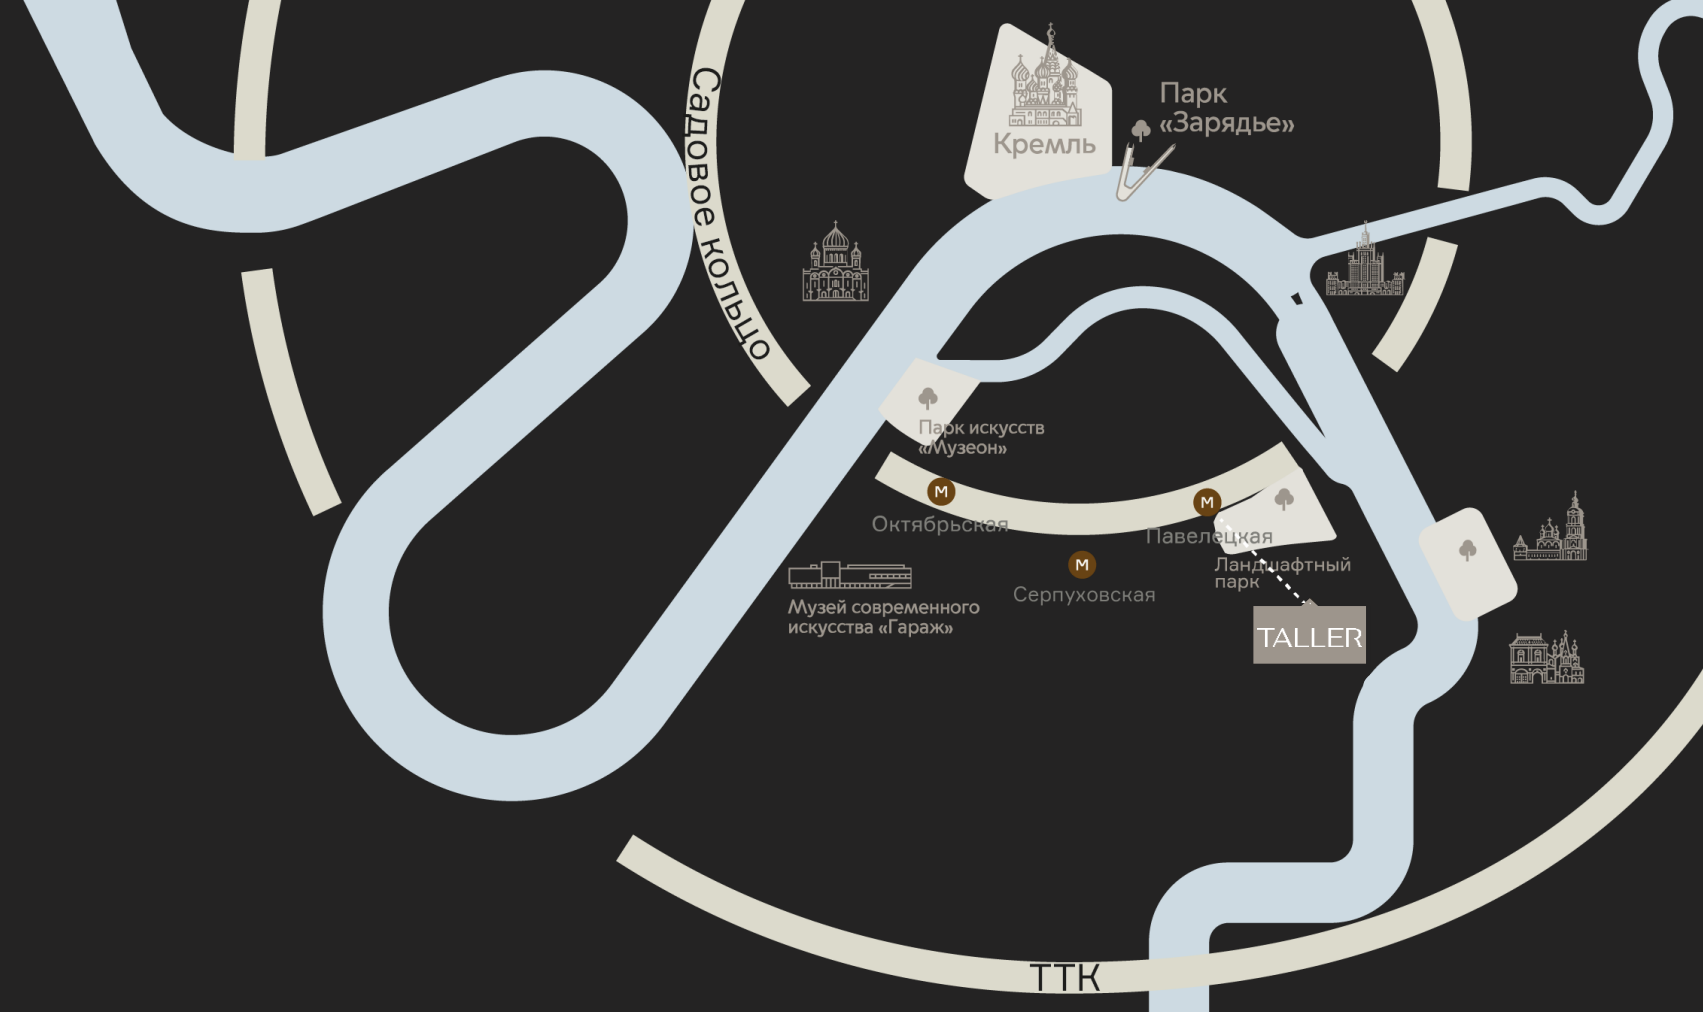 Садовое кольцо
Кремль
Парк
«Зарядье»
Парк искусств
«Музеон»
М
Октябрьская
М
Павелецкая
М
Серпуховская
Ландшафтный
парк
Музей современного
искусства «Гараж»
TALLER
ТТК